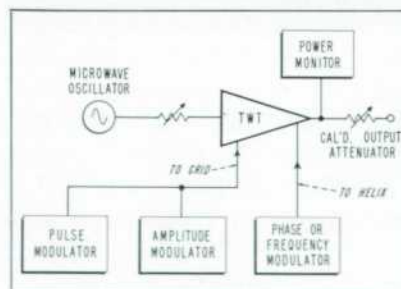 POWER
MONITOR
MICROWAVE
OSCILLATOR
TWT
CAL'D. OUTPUT
ATTENUATOR
TO GRID
TO HELIX
PULSE
MODULATOR
AMPLITUDE
MODULATOR
PHASE OR
FREQUENCY
MODULATOR